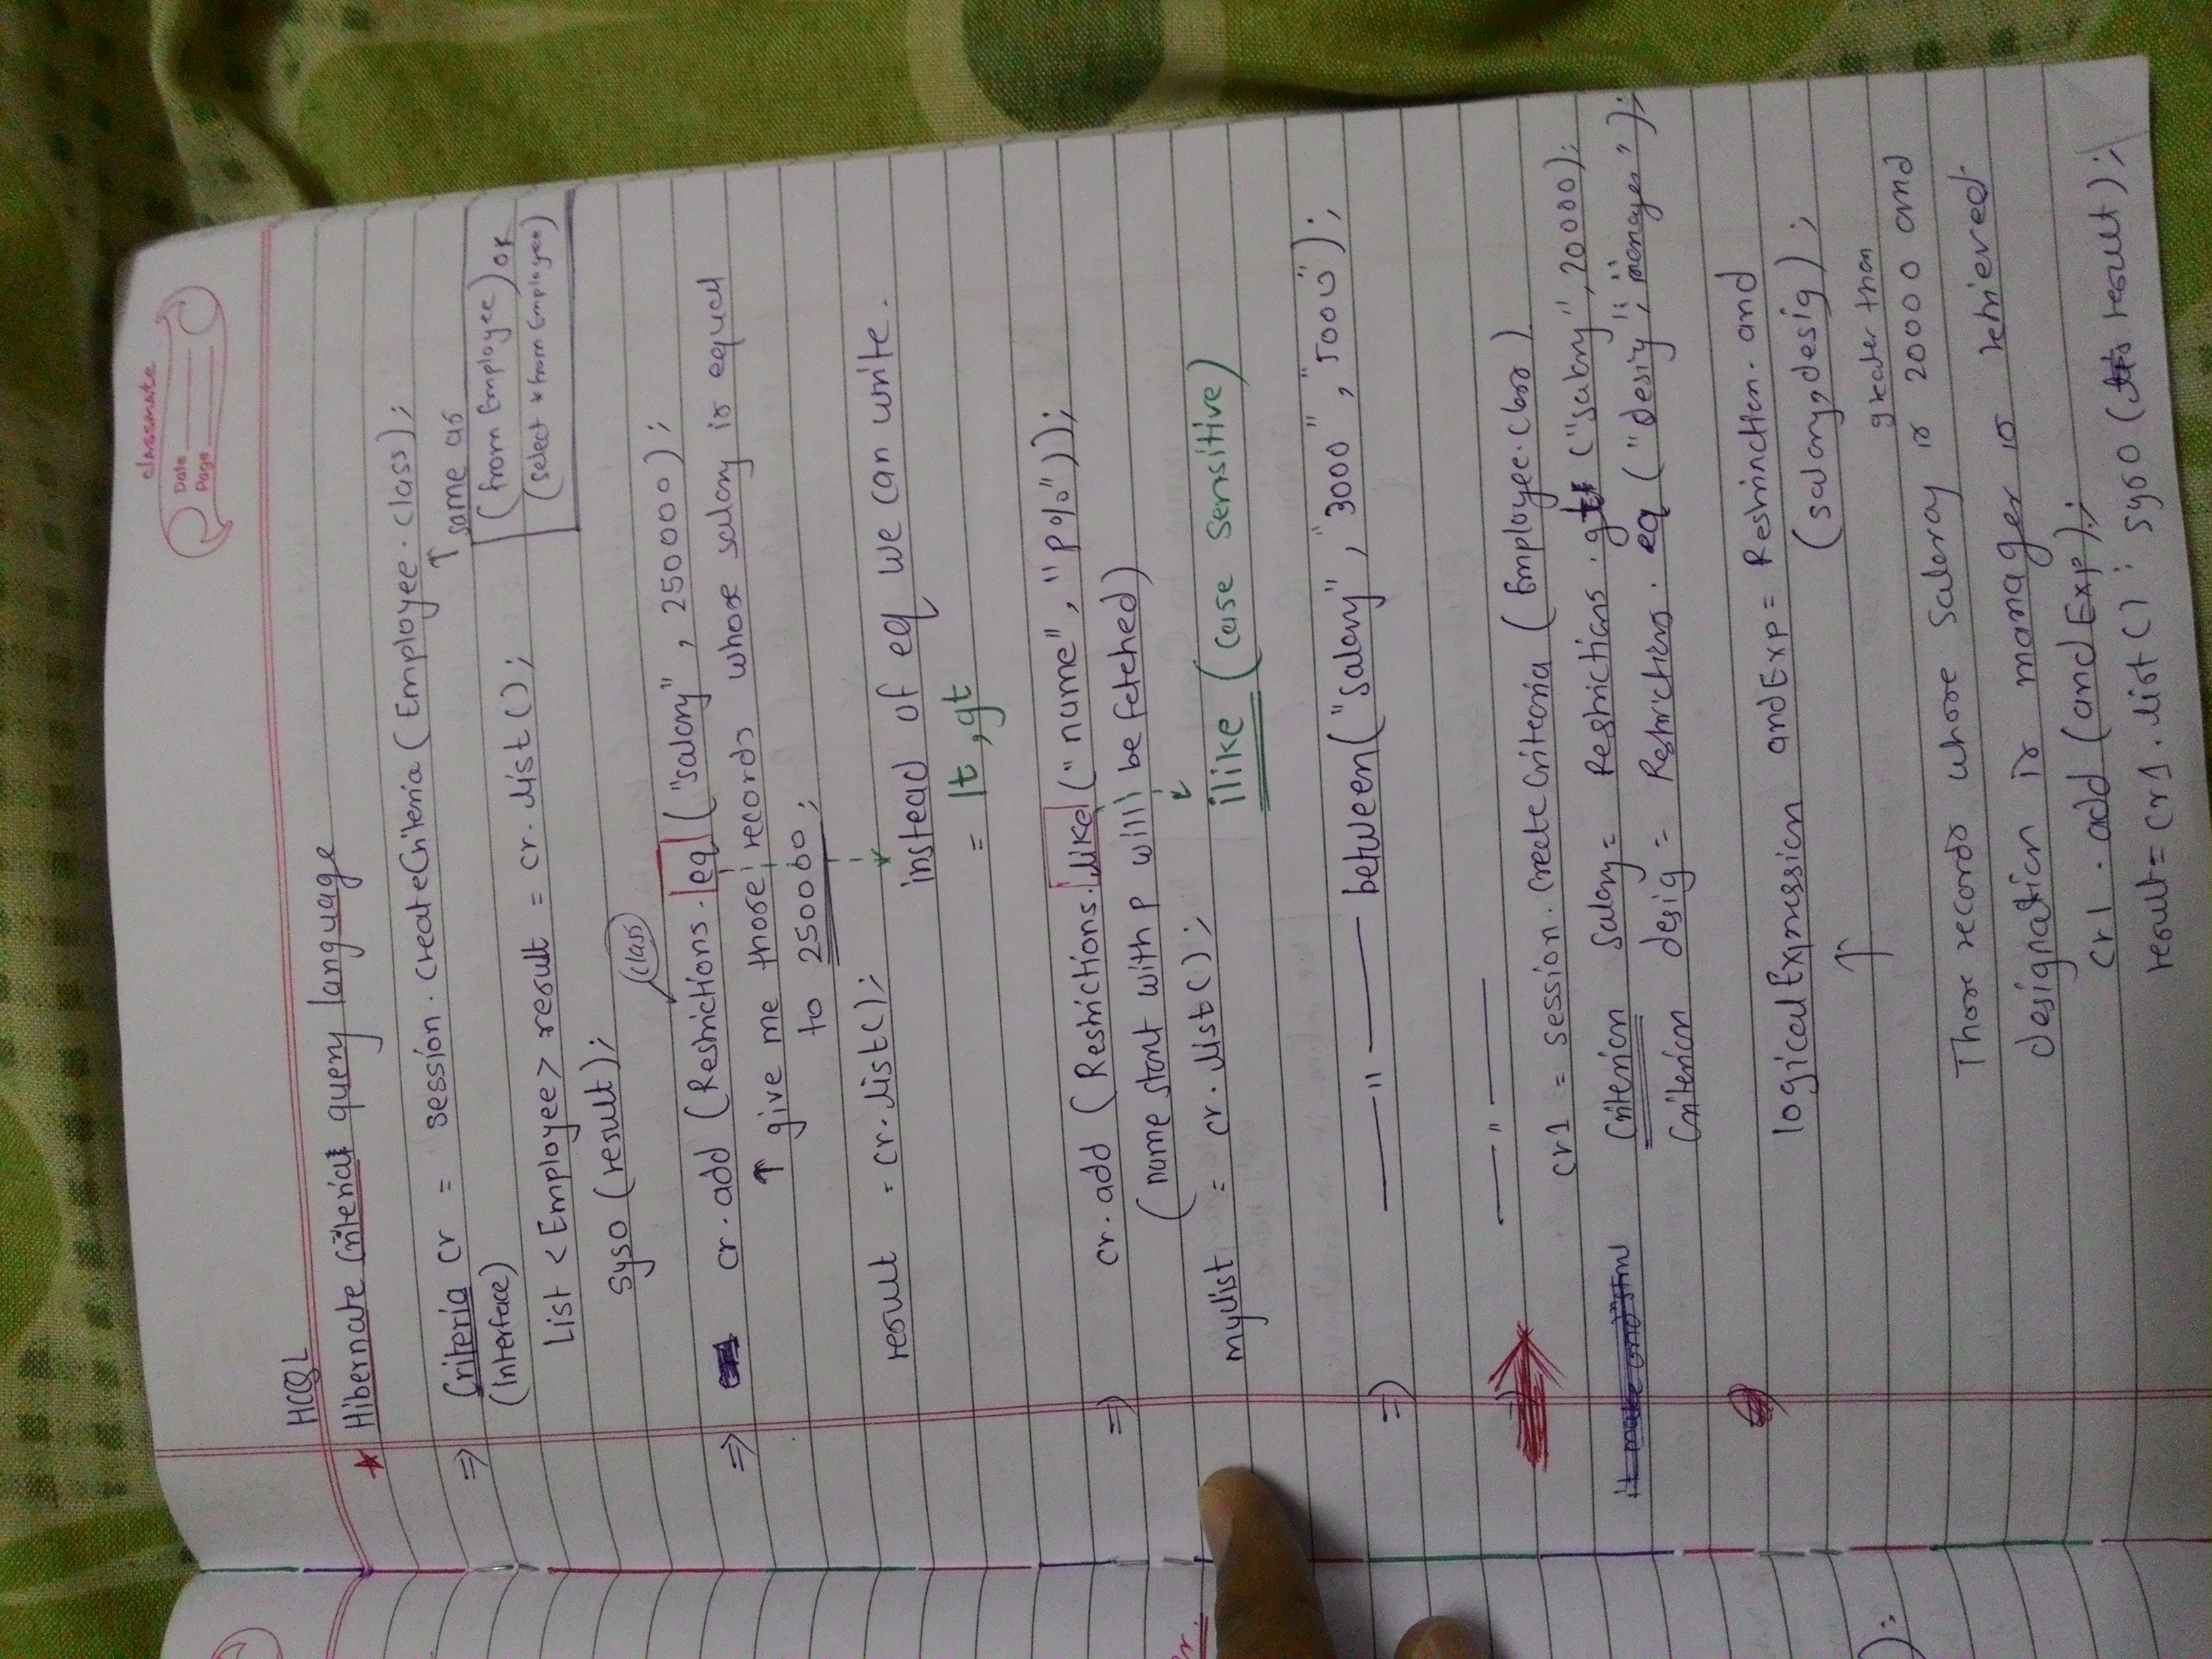 classmate
Date
Page
HCQL
Hibernate Criteria query language
⇒ Criteria cr = session.createCriteria(Employee.class);
(Interface)
↑ same as
(from Employee) or
(select * from Employee)
List <Employee> result = cr.list();
syso (result);
(class)
⇒ cr.add (Restrictions.eq ("salary", 250000);
↑ give me those records whose salary is equal
to 250000;
result = cr.list();
instead of eq we can write.
= lt, gt
⇒ cr.add (Restrictions.like ("name", "p%"));
(name start with p will be fetched)
mylist = cr.list();
ilike (case sensitive)
⇒ —— " —— between("salary", "3000", "5000");
—— " ——
cr1 = session.createCriteria (Employee.class)
Criterion salary = Restrictions.gt ("salary", 20000);
it make and
Criterion desig = Restrictions.eq ("desig", "manager");
logicalExpression andExp = Restrinction.and
(salary, desig);
↑
greater than
Those records whose Saleray is 20000 and
designation is manager is retrieved
cr1.add (andExp);
result = cr1.list() ; syso (result);
er.
):